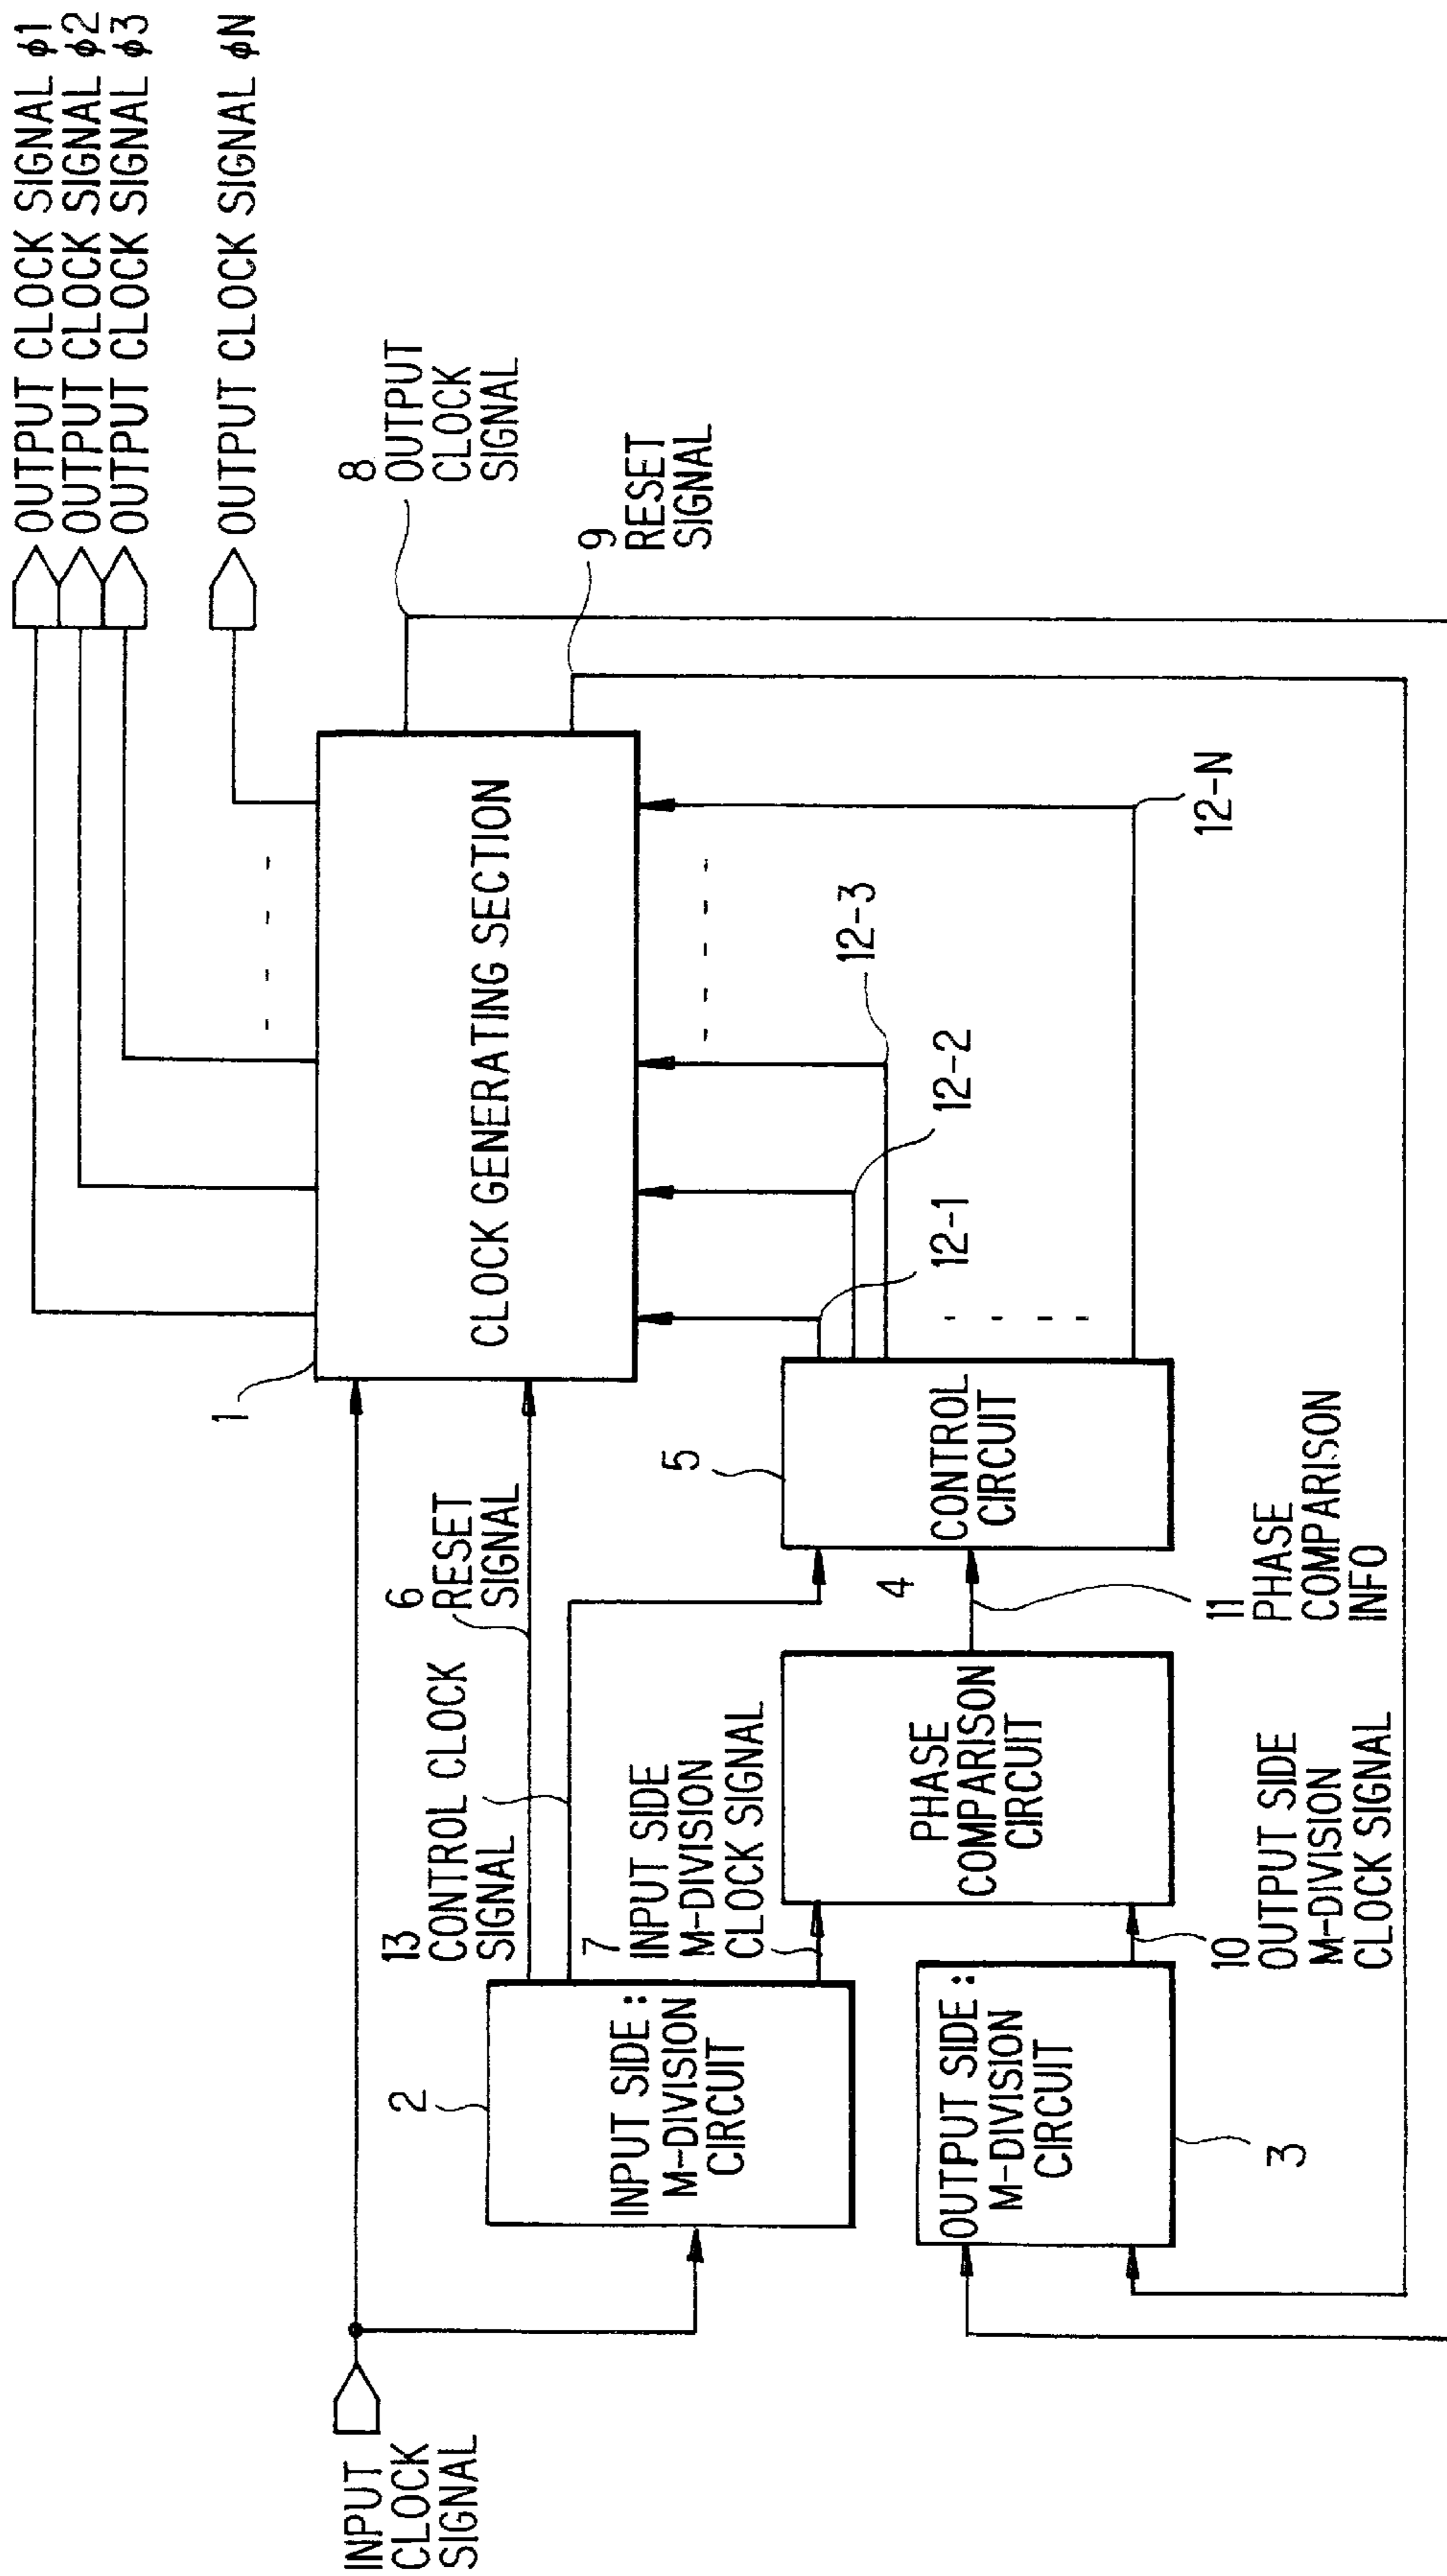 OUTPUT CLOCK SIGNAL ϕ1
OUTPUT CLOCK SIGNAL ϕ2
OUTPUT CLOCK SIGNAL ϕ3
OUTPUT CLOCK SIGNAL ϕN
8
OUTPUT
CLOCK
SIGNAL
9
RESET
SIGNAL
1
CLOCK GENERATING SECTION
INPUT
CLOCK
SIGNAL
6
RESET
SIGNAL
13
CONTROL CLOCK
SIGNAL
2
INPUT SIDE :
M-DIVISION
CIRCUIT
7
INPUT SIDE
M-DIVISION
CLOCK SIGNAL
4
PHASE
COMPARISON
CIRCUIT
5
CONTROL
CIRCUIT
12-1
12-2
12-3
12-N
11
PHASE
COMPARISON
INFO
OUTPUT SIDE :
M-DIVISION
CIRCUIT
3
10
OUTPUT SIDE
M-DIVISION
CLOCK SIGNAL